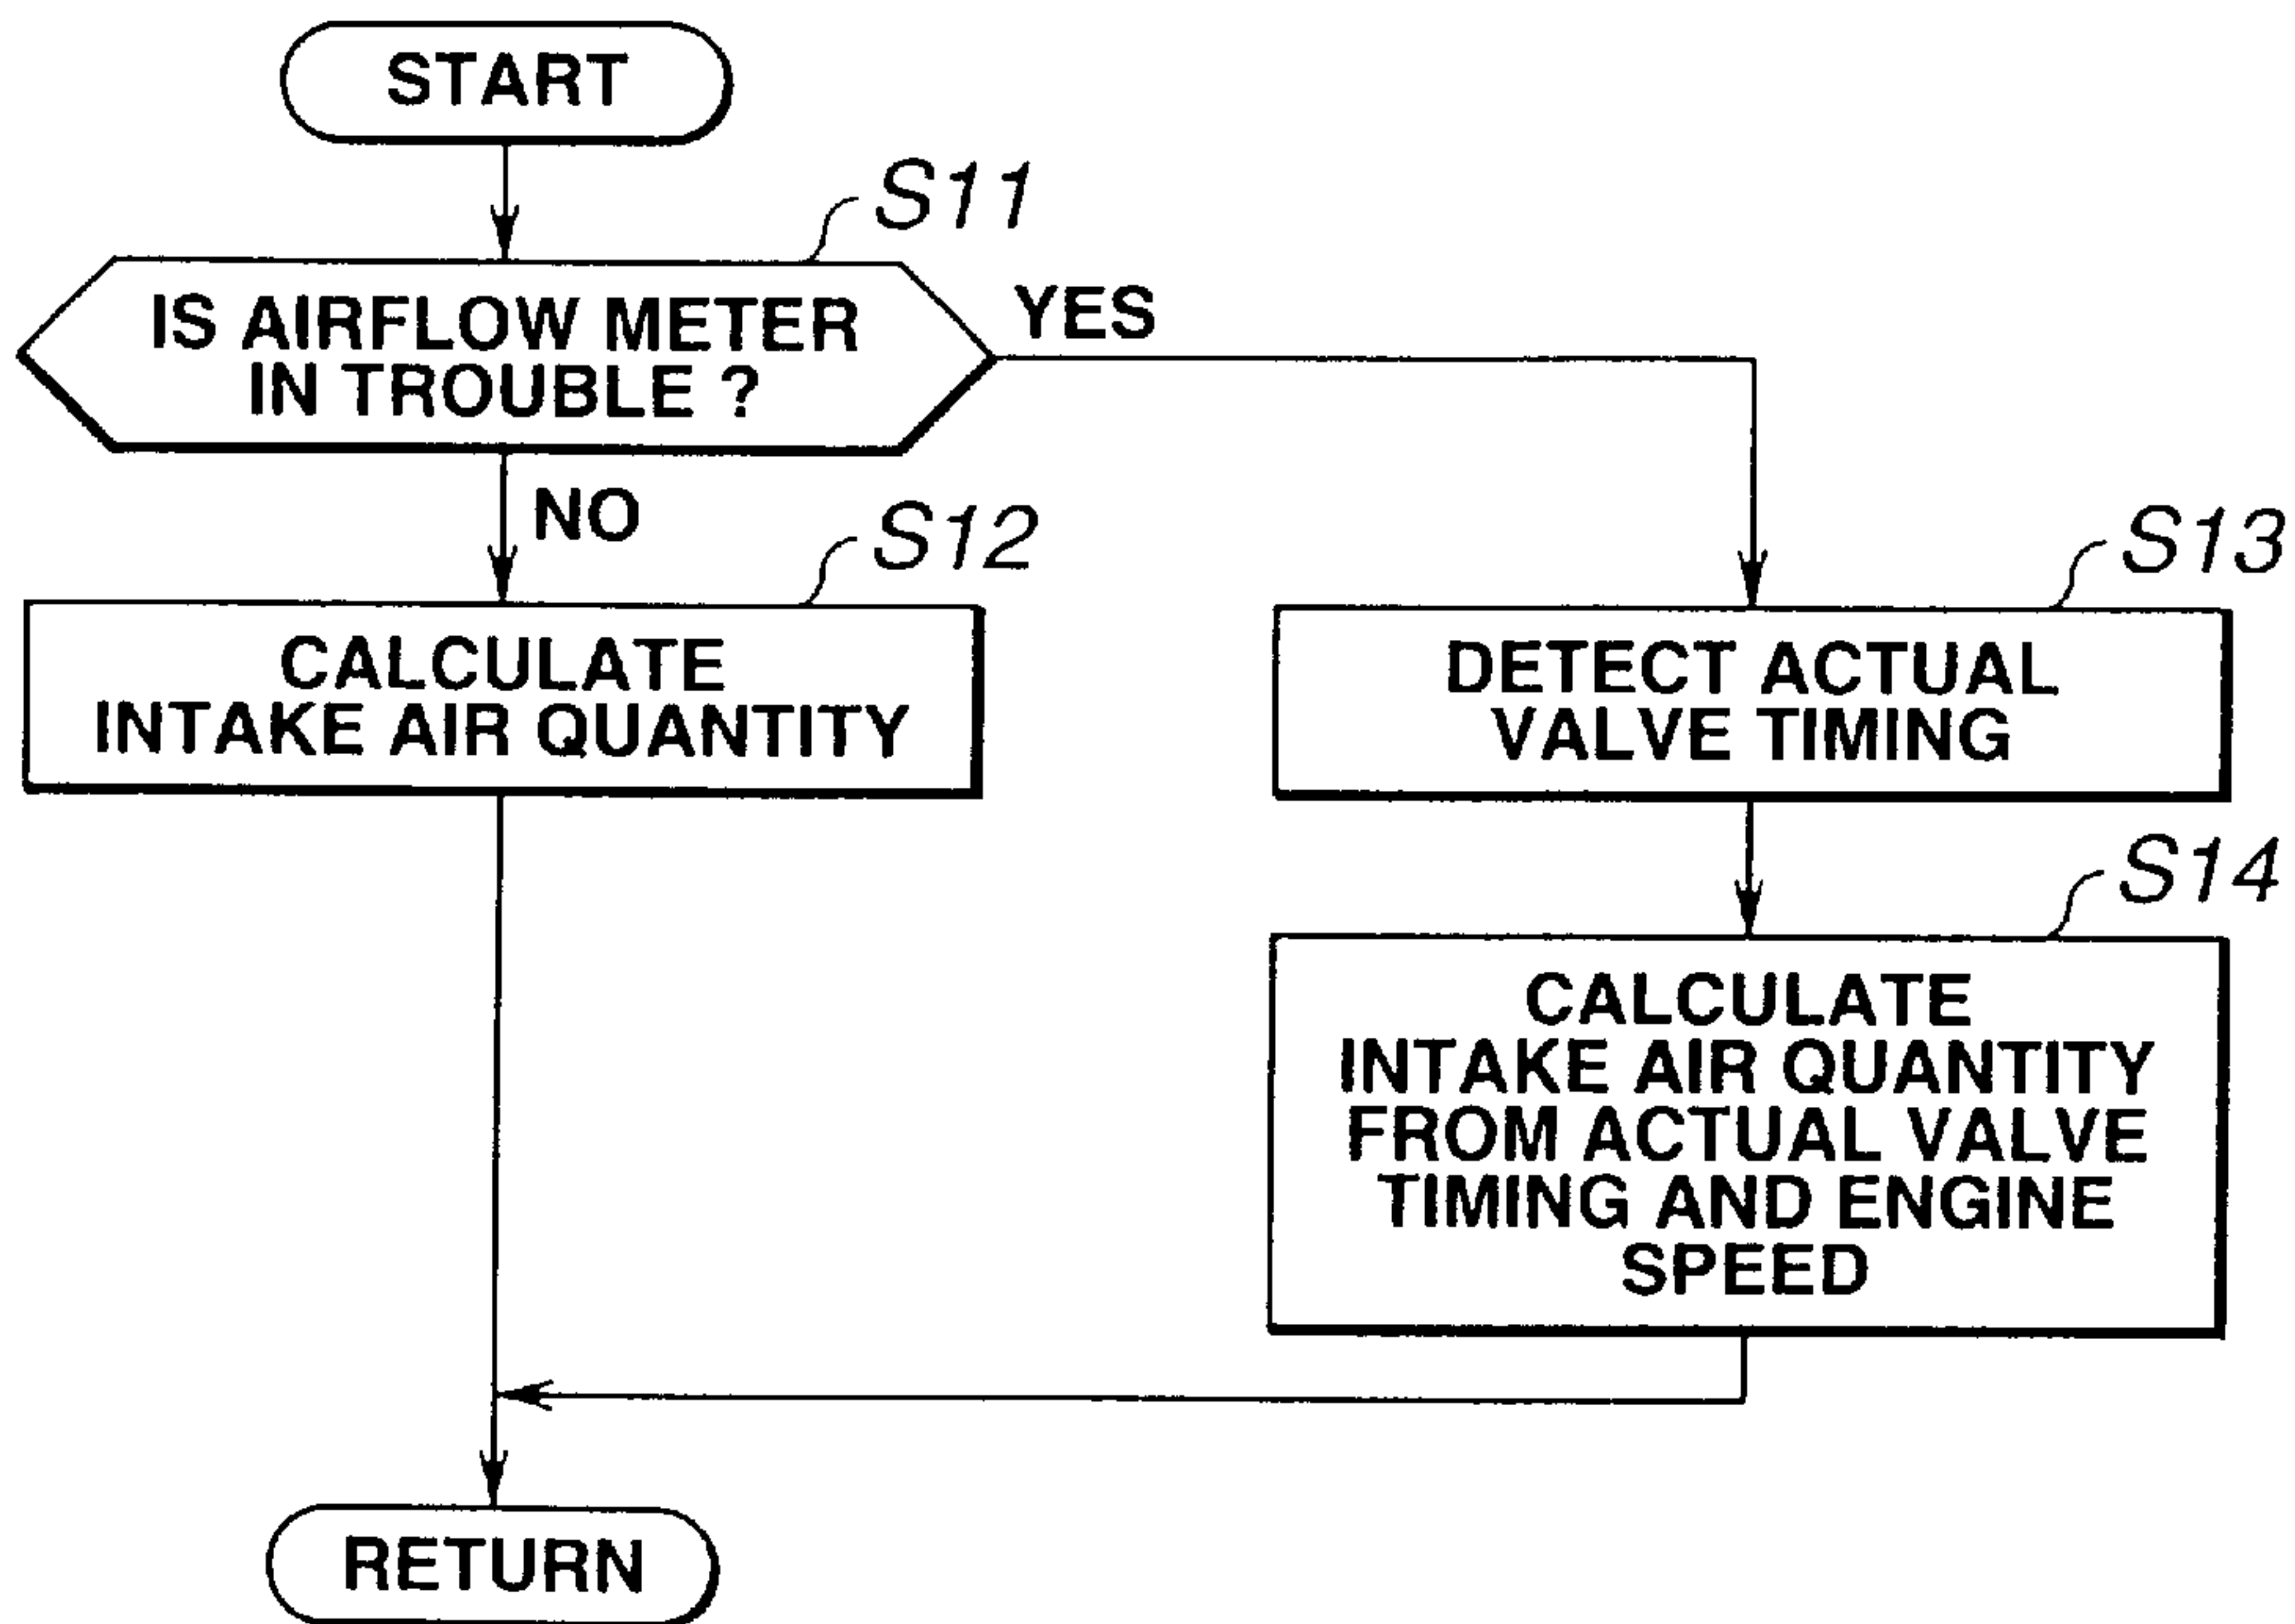 START
S11
IS AIRFLOW METER
IN TROUBLE ?
YES
NO
S12
CALCULATE
INTAKE AIR QUANTITY
S13
DETECT ACTUAL
VALVE TIMING
S14
CALCULATE
INTAKE AIR QUANTITY
FROM ACTUAL VALVE
TIMING AND ENGINE
SPEED
RETURN